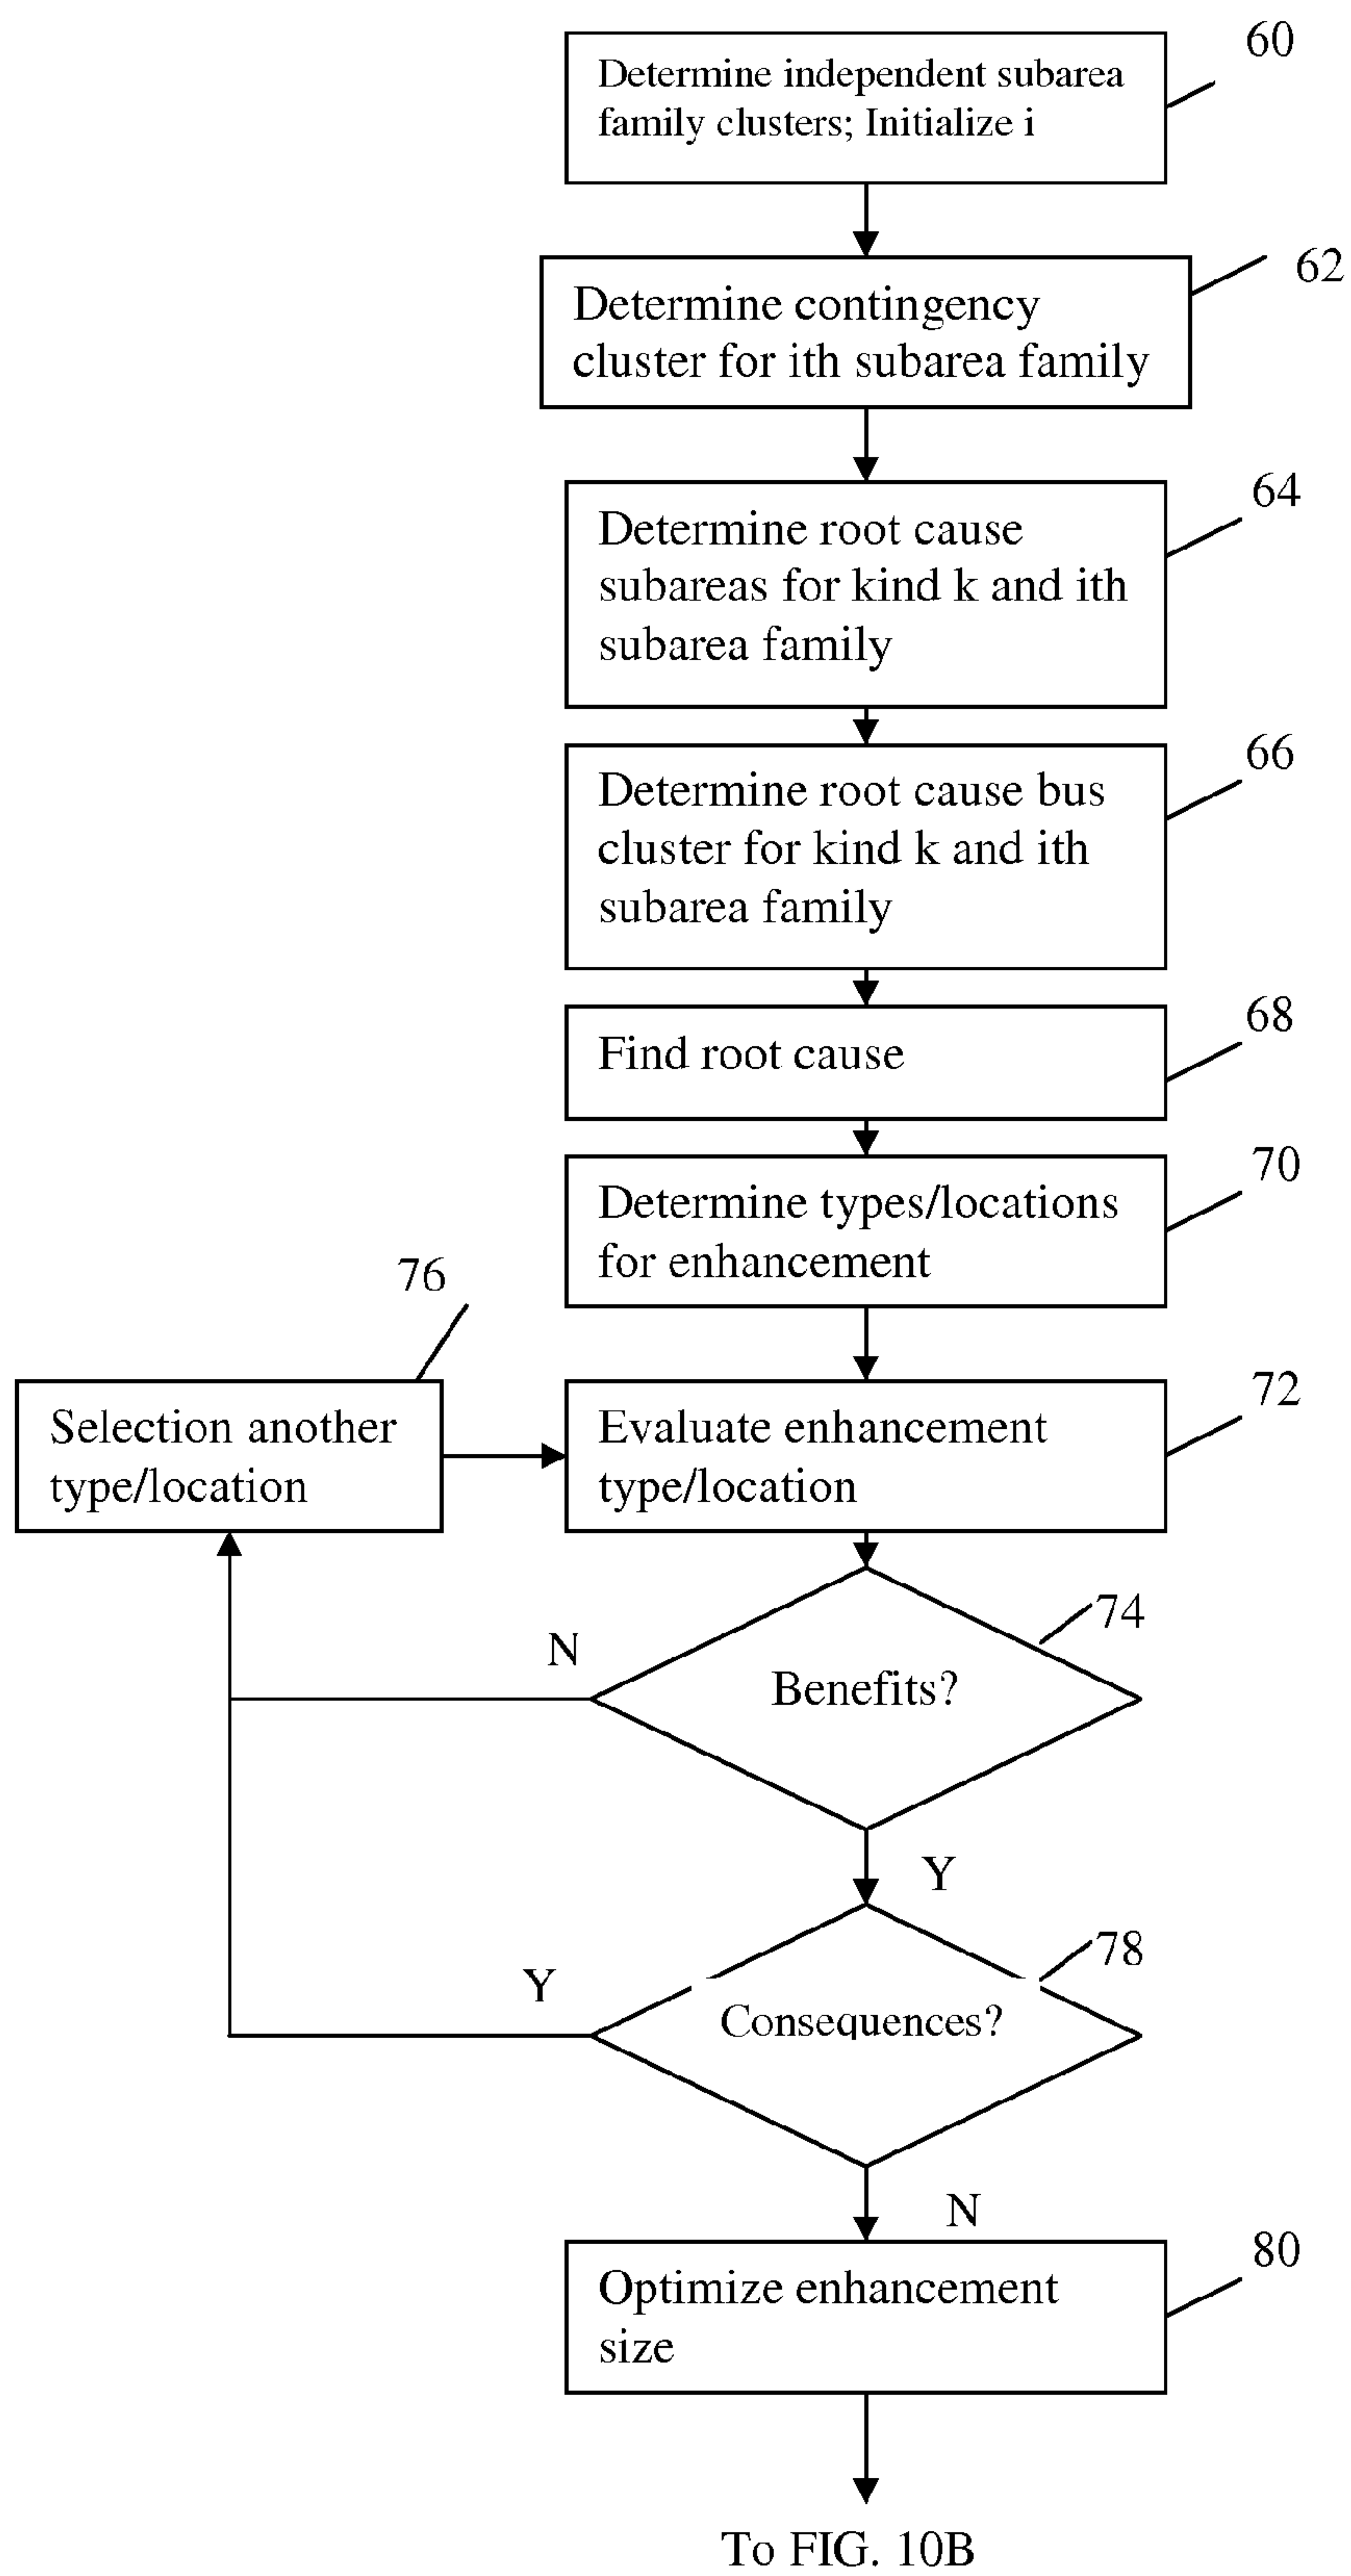 60
Determine independent subarea
family clusters; Initialize i
62
Determine contingency
cluster for ith subarea family
64
Determine root cause
subareas for kind k and ith
subarea family
66
Determine root cause bus
cluster for kind k and ith
subarea family
68
Find root cause
70
Determine types/locations
for enhancement
76
Selection another
type/location
72
Evaluate enhancement
type/location
74
N
Benefits?
Y
78
Y
Consequences?
N
80
Optimize enhancement
size
To FIG. 10B